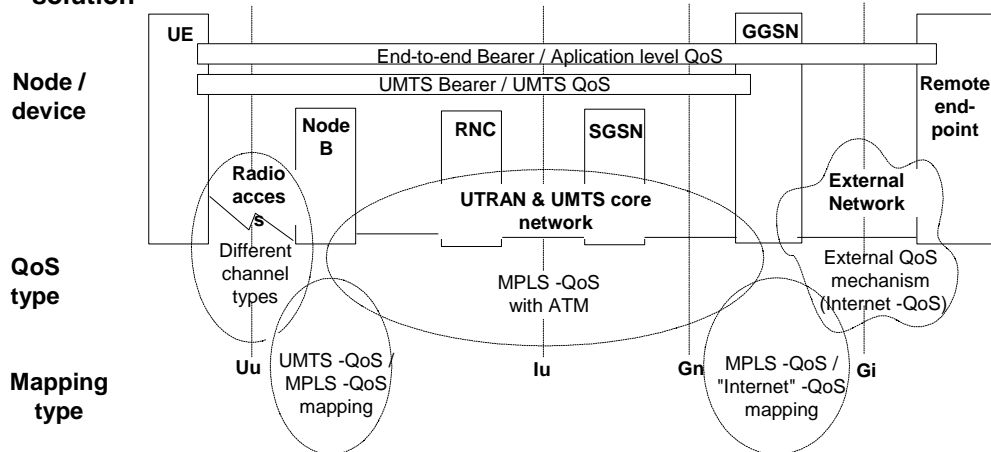 solution
UE
GGSN
End-to-end Bearer / Aplication level QoS
UMTS Bearer / UMTS QoS
Node /
device
Remote
end-
point
Node
B
RNC
SGSN
Radio
acces
s
UTRAN & UMTS core
network
External
Network
QoS
type
Different
channel
types
MPLS -QoS
with ATM
External QoS
mechanism
(Internet -QoS)
Uu
Iu
Gn
Gi
Mapping
type
UMTS -QoS /
MPLS -QoS
mapping
MPLS -QoS /
"Internet" -QoS
mapping